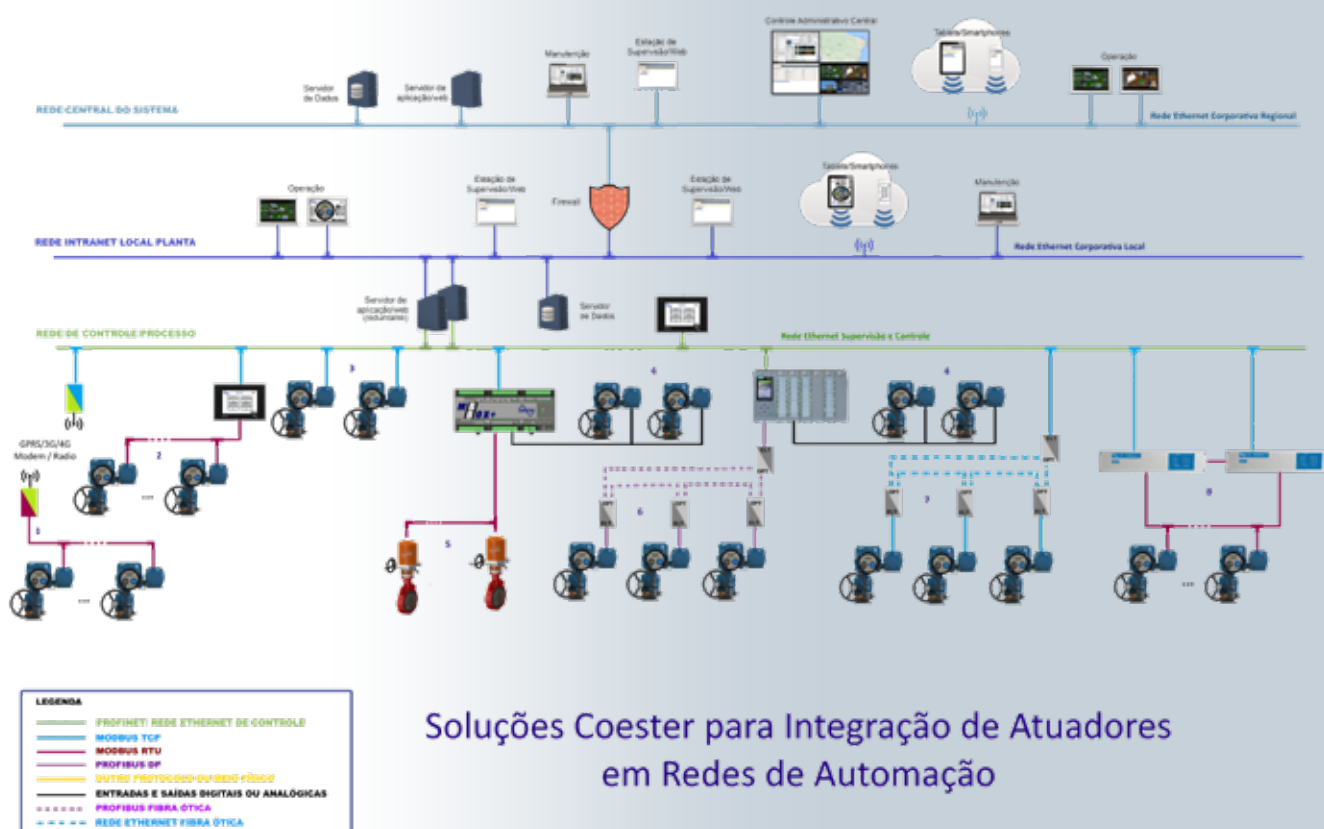 Controle Administrativo Central
Tablets/Smartphones
Estação de
Supervisão/Web
Manutenção
Operação
Servidor
de Dados
Servidor de
aplicação/web
REDE CENTRAL DO SISTEMA
Rede Ethernet Corporativa Regional
Tablets/Smartphones
Operação
Estação de
Supervisão/Web
Firewall
Estação de
Supervisão/Web
Manutenção
REDE INTRANET LOCAL PLANTA
Rede Ethernet Corporativa Local
Servidor de
aplicação/web
(redundante)
Servidor
de Dados
REDE DE CONTROLE PROCESSO
Rede Ethernet Supervisão e Controle
3
4
4
GPRS/3G/4G
Modem / Radio
2
...
OPT
OPT
1
5
6
7
8
...
...
LEGENDA
PROFINET: REDE ETHERNET DE CONTROLE
MODBUS TCP
MODBUS RTU
PROFIBUS DP
OUTRO PROTOCOLO OU MEIO FÍSICO
ENTRADAS E SAÍDAS DIGITAIS OU ANALÓGICAS
PROFIBUS FIBRA ÓTICA
REDE ETHERNET FIBRA ÓTICA
Soluções Coester para Integração de Atuadores
em Redes de Automação